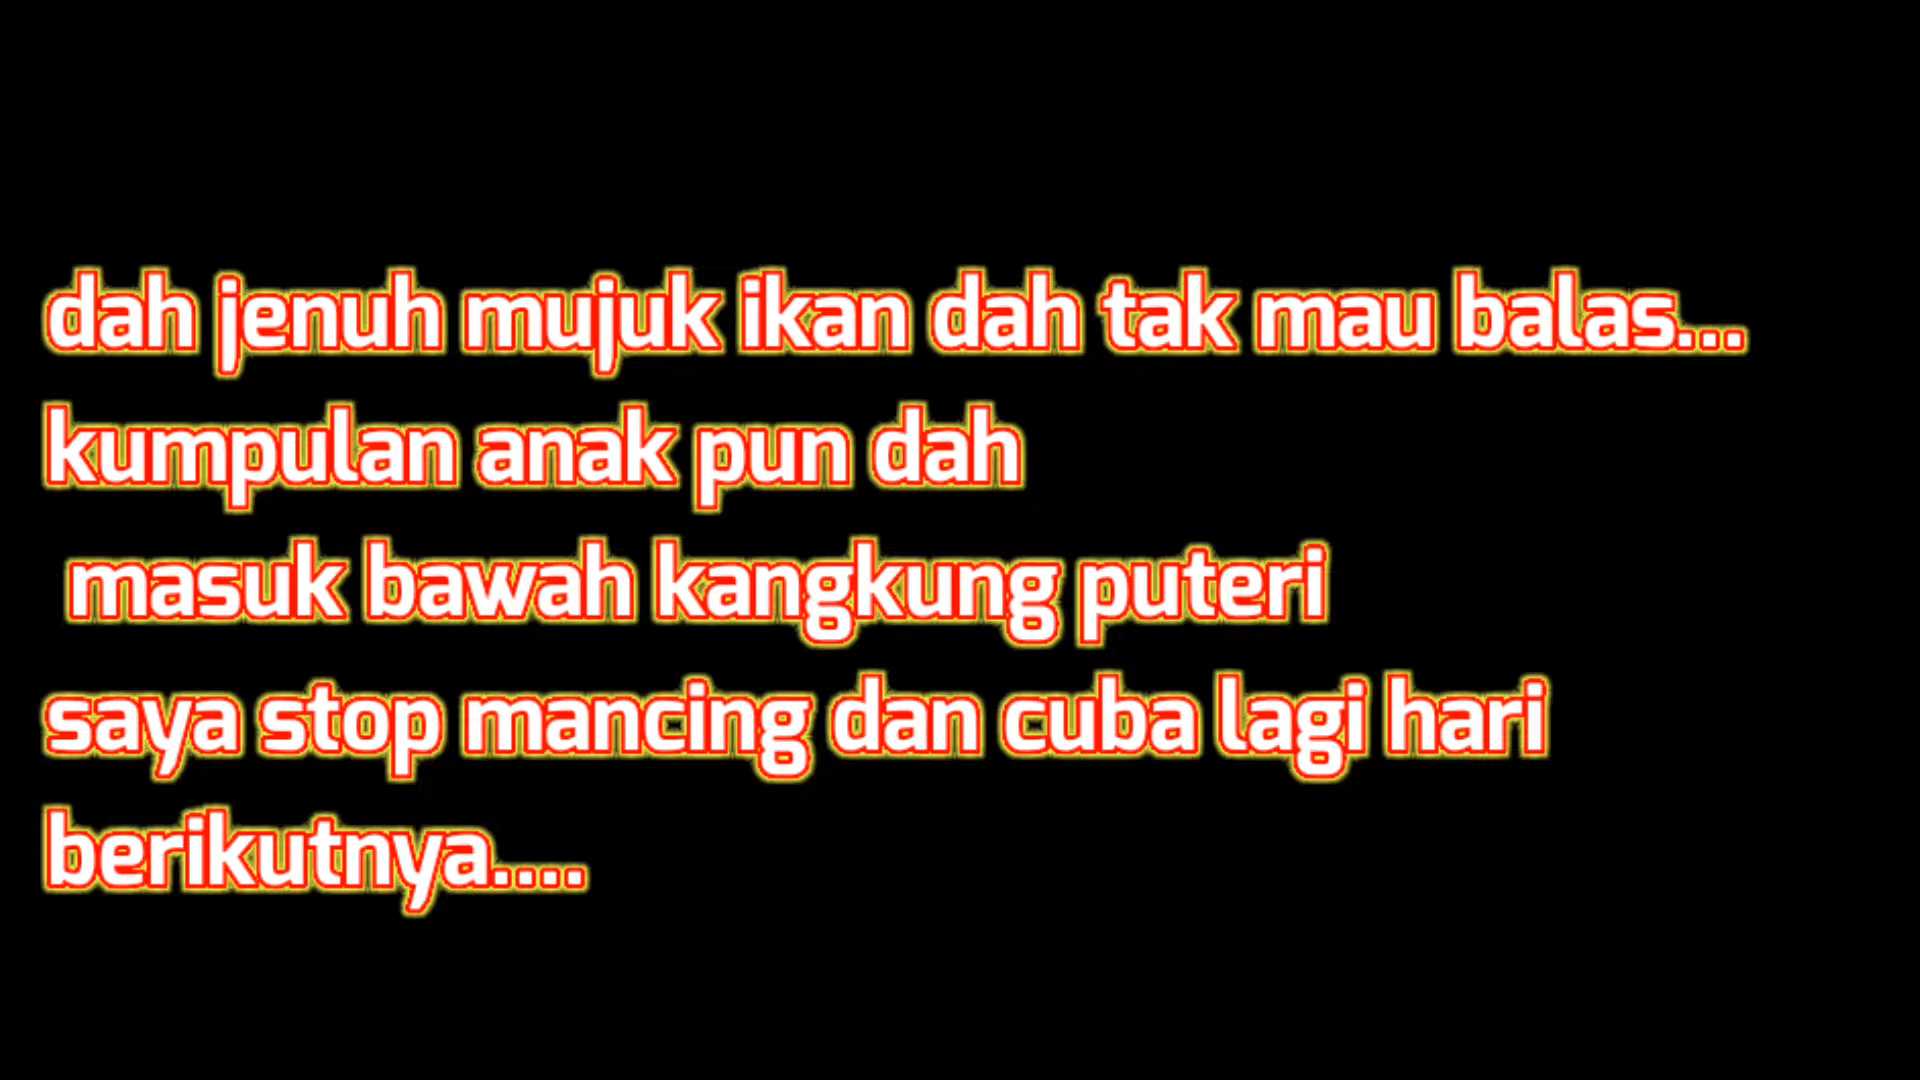 dah jenuh mujuk ikan dah tak mau balas...
kumpulan anak pun dah
masuk bawah kangkung puteri
saya stop mancing dan cuba lagi hari
berikutnya....